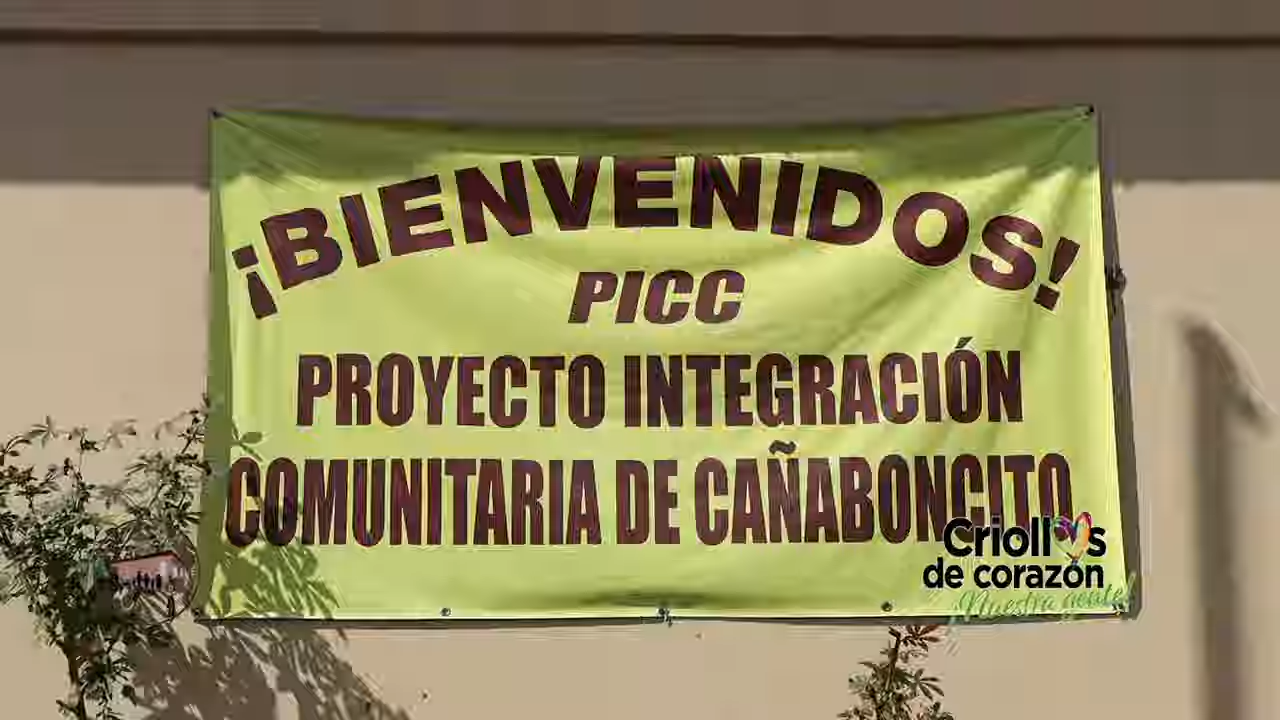 ¡BIENVENIDOS!
PICC
PROYECTO INTEGRACIÓN
COMUNITARIA DE CAÑABONCITO
Criollos
de corazón
Nuestra gente!